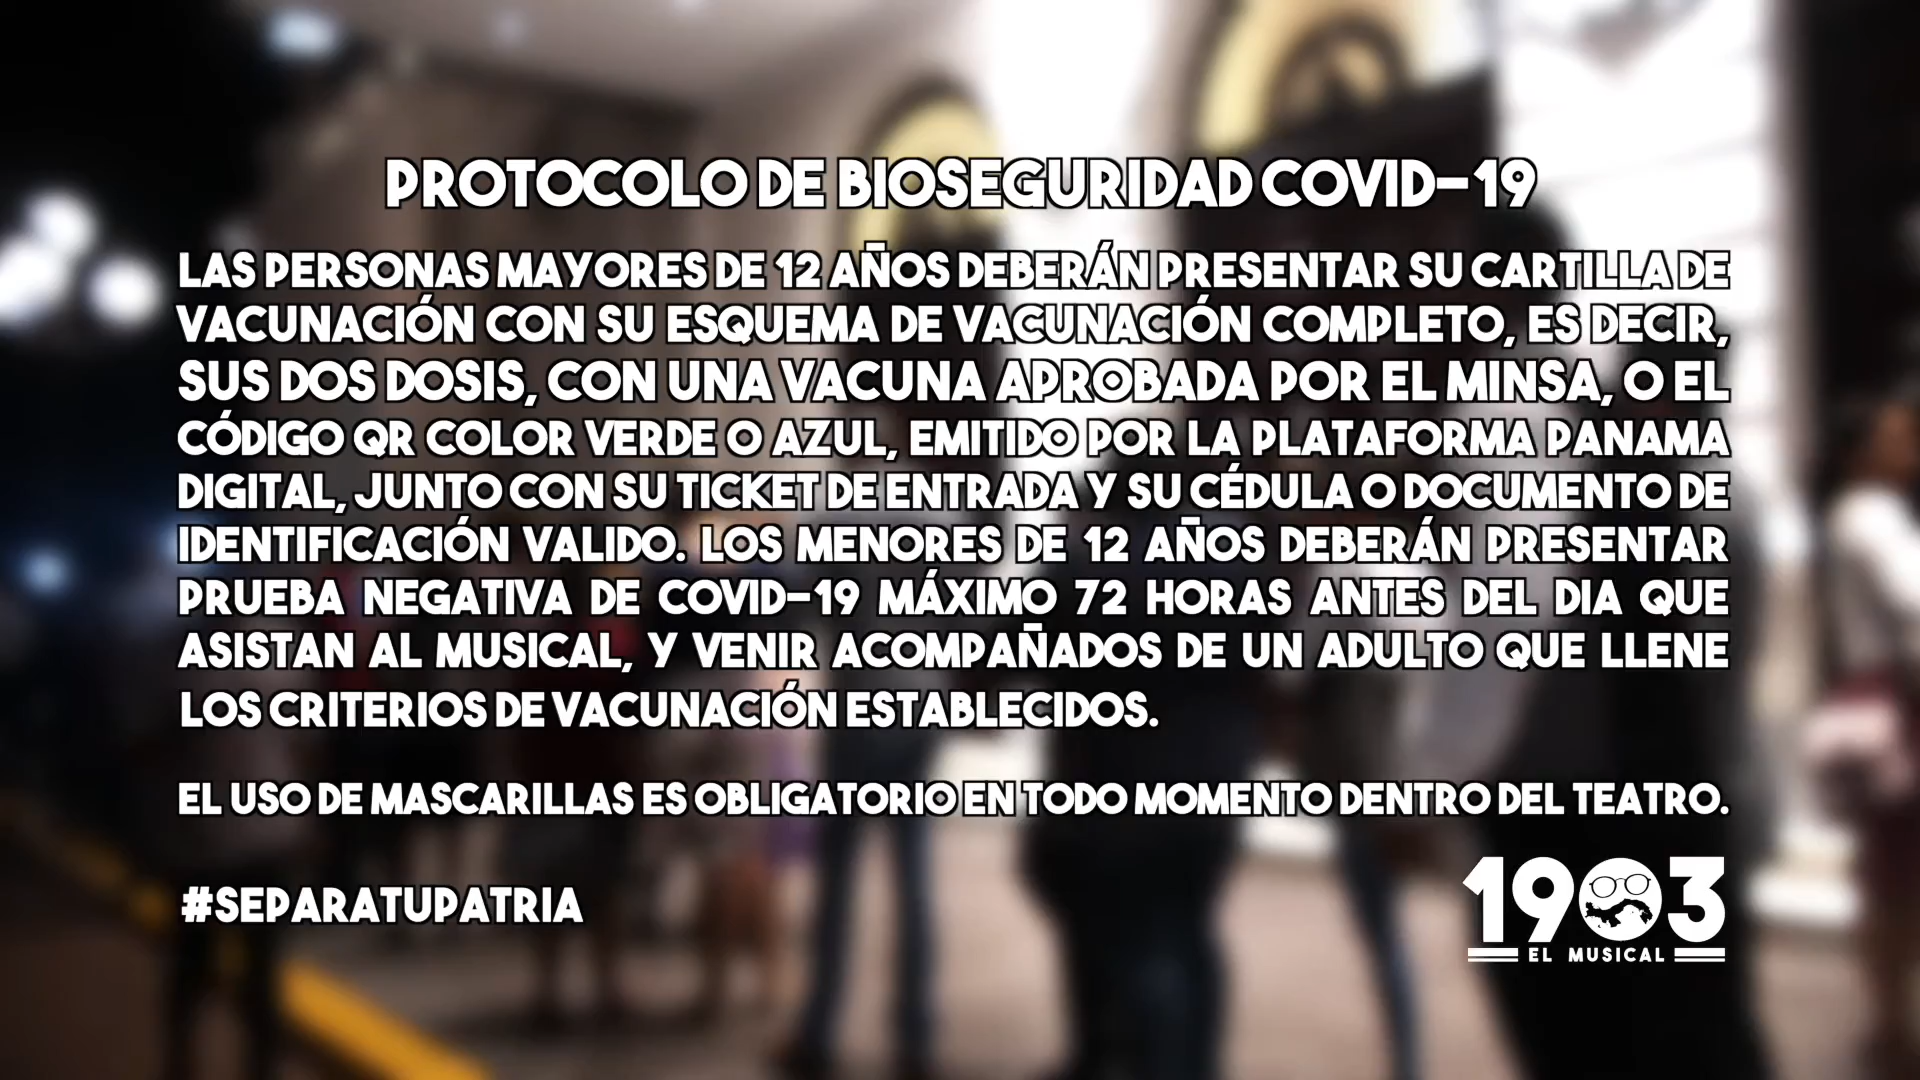 PROTOCOLO DE BIOSEGURIDAD COVID-19
LAS PERSONAS MAYORES DE 12 AÑOS DEBERÁN PRESENTAR SU CARTILLA DE
VACUNACIÓN CON SU ESQUEMA DE VACUNACIÓN COMPLETO, ES DECIR,
SUS DOS DOSIS, CON UNA VACUNA APROBADA POR EL MINSA, O EL
CÓDIGO QR COLOR VERDE O AZUL, EMITIDO POR LA PLATAFORMA PANAMA
DIGITAL, JUNTO CON SU TICKET DE ENTRADA Y SU CÉDULA O DOCUMENTO DE
IDENTIFICACIÓN VALIDO. LOS MENORES DE 12 AÑOS DEBERÁN PRESENTAR
PRUEBA NEGATIVA DE COVID-19 MÁXIMO 72 HORAS ANTES DEL DIA QUE
ASISTAN AL MUSICAL, Y VENIR ACOMPAÑADOS DE UN ADULTO QUE LLENE
LOS CRITERIOS DE VACUNACIÓN ESTABLECIDOS.
EL USO DE MASCARILLAS ES OBLIGATORIO EN TODO MOMENTO DENTRO DEL TEATRO.
#SEPARATUPATRIA
1903
EL MUSICAL